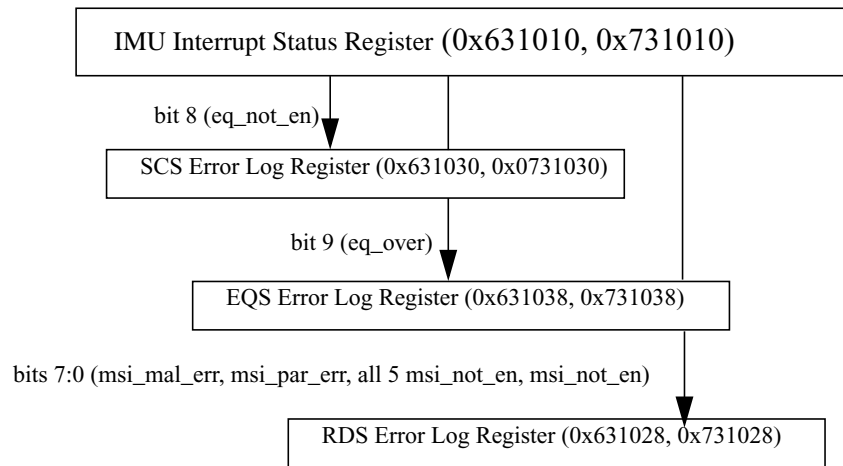 IMU Interrupt Status Register (0x631010, 0x731010)
bit 8 (eq_not_en)
SCS Error Log Register (0x631030, 0x0731030)
bit 9 (eq_over)
EQS Error Log Register (0x631038, 0x731038)
bits 7:0 (msi_mal_err, msi_par_err, all 5 msi_not_en, msi_not_en)
RDS Error Log Register (0x631028, 0x731028)